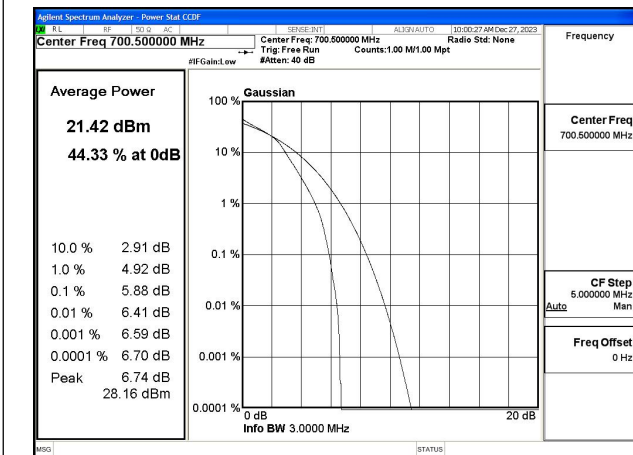 Agilent Spectrum Analyzer - Power Stat CCDF
RL RF 50 Ω AC SENSE:INT ALIGN AUTO 10:00:27 AM Dec 27, 2023
Center Freq 700.500000 MHz
Center Freq: 700.500000 MHz Radio Std: None
Trig: Free Run Counts:1.00 M/1.00 Mpt
#IFGain:Low #Atten: 40 dB
Frequency
Average Power
21.42 dBm
44.33 % at 0dB
10.0 % 2.91 dB
1.0 % 4.92 dB
0.1 % 5.88 dB
0.01 % 6.41 dB
0.001 % 6.59 dB
0.0001 % 6.70 dB
Peak 6.74 dB
28.16 dBm
Gaussian
100 %
10 %
1 %
0.1 %
0.01 %
0.001 %
0.0001 %
0 dB 20 dB
Info BW 3.0000 MHz
Center Freq
700.500000 MHz
CF Step
5.000000 MHz
Auto Man
Freq Offset
0 Hz
MSG STATUS